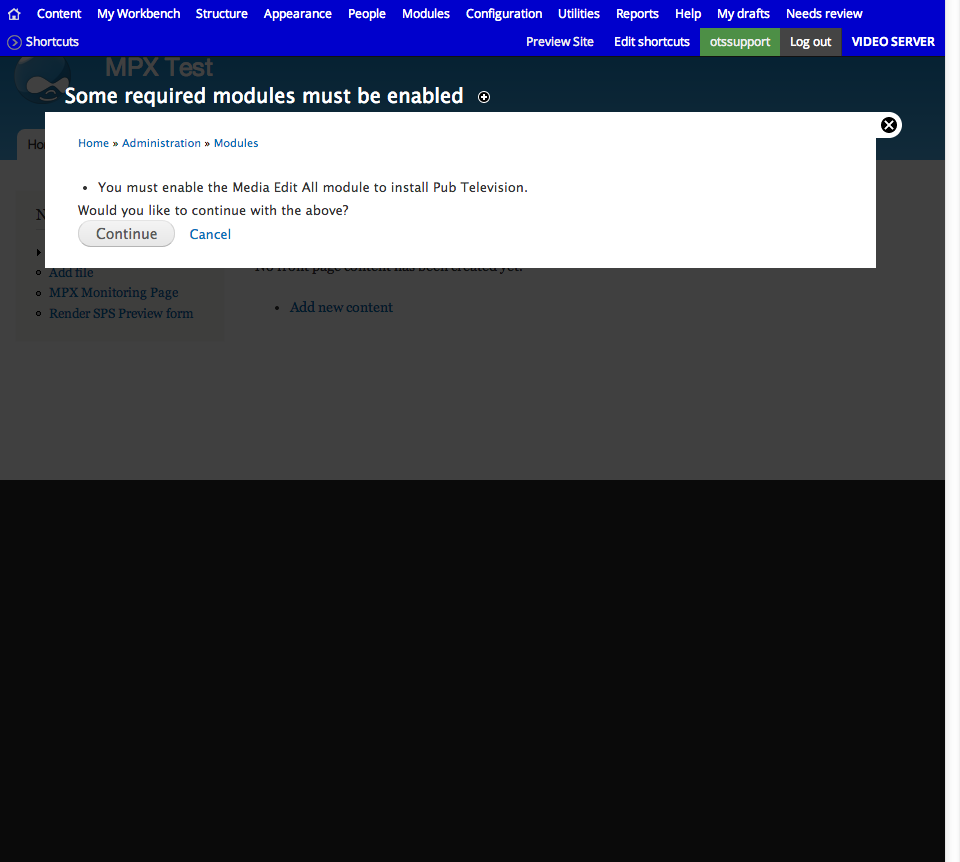 Content My Workbench Structure Appearance People Modules Configuration Utilities Reports Help My drafts Needs review
Shortcuts Preview Site Edit shortcuts otssupport Log out VIDEO SERVER
MPX Test
Some required modules must be enabled
Home » Administration » Modules
• You must enable the Media Edit All module to install Pub Television.
Would you like to continue with the above?
Continue Cancel
No front page content has been created yet.
Add file
MPX Monitoring Page
Render SPS Preview form
• Add new content